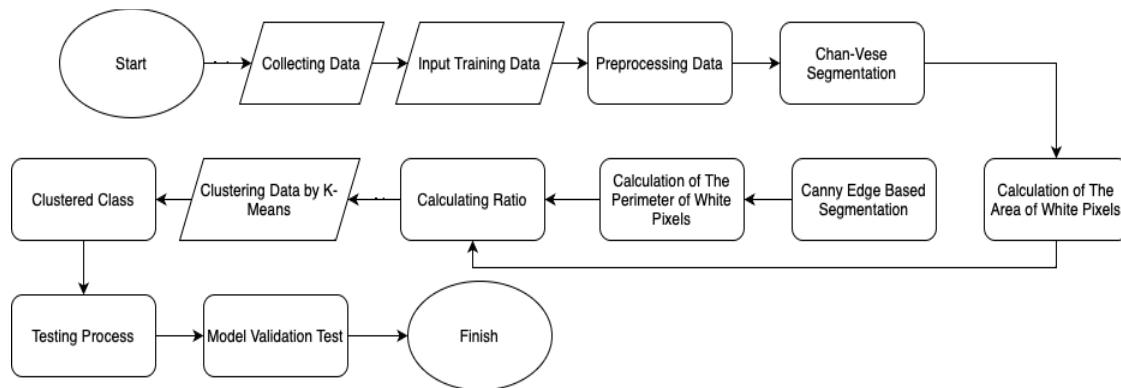 Start
Collecting Data
Input Training Data
Preprocessing Data
Chan-Vese
Segmentation
Calculation of The
Area of White Pixels
Canny Edge Based
Segmentation
Calculation of The
Perimeter of White
Pixels
Calculating Ratio
Clustering Data by K-
Means
Clustered Class
Testing Process
Model Validation Test
Finish